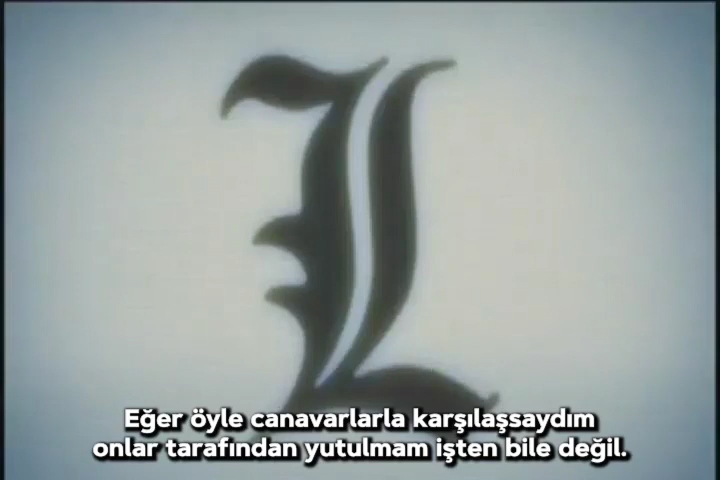 L
Eğer öyle canavarlarla karşılaşsaydım
onlar tarafından yutulmam işten bile değil.